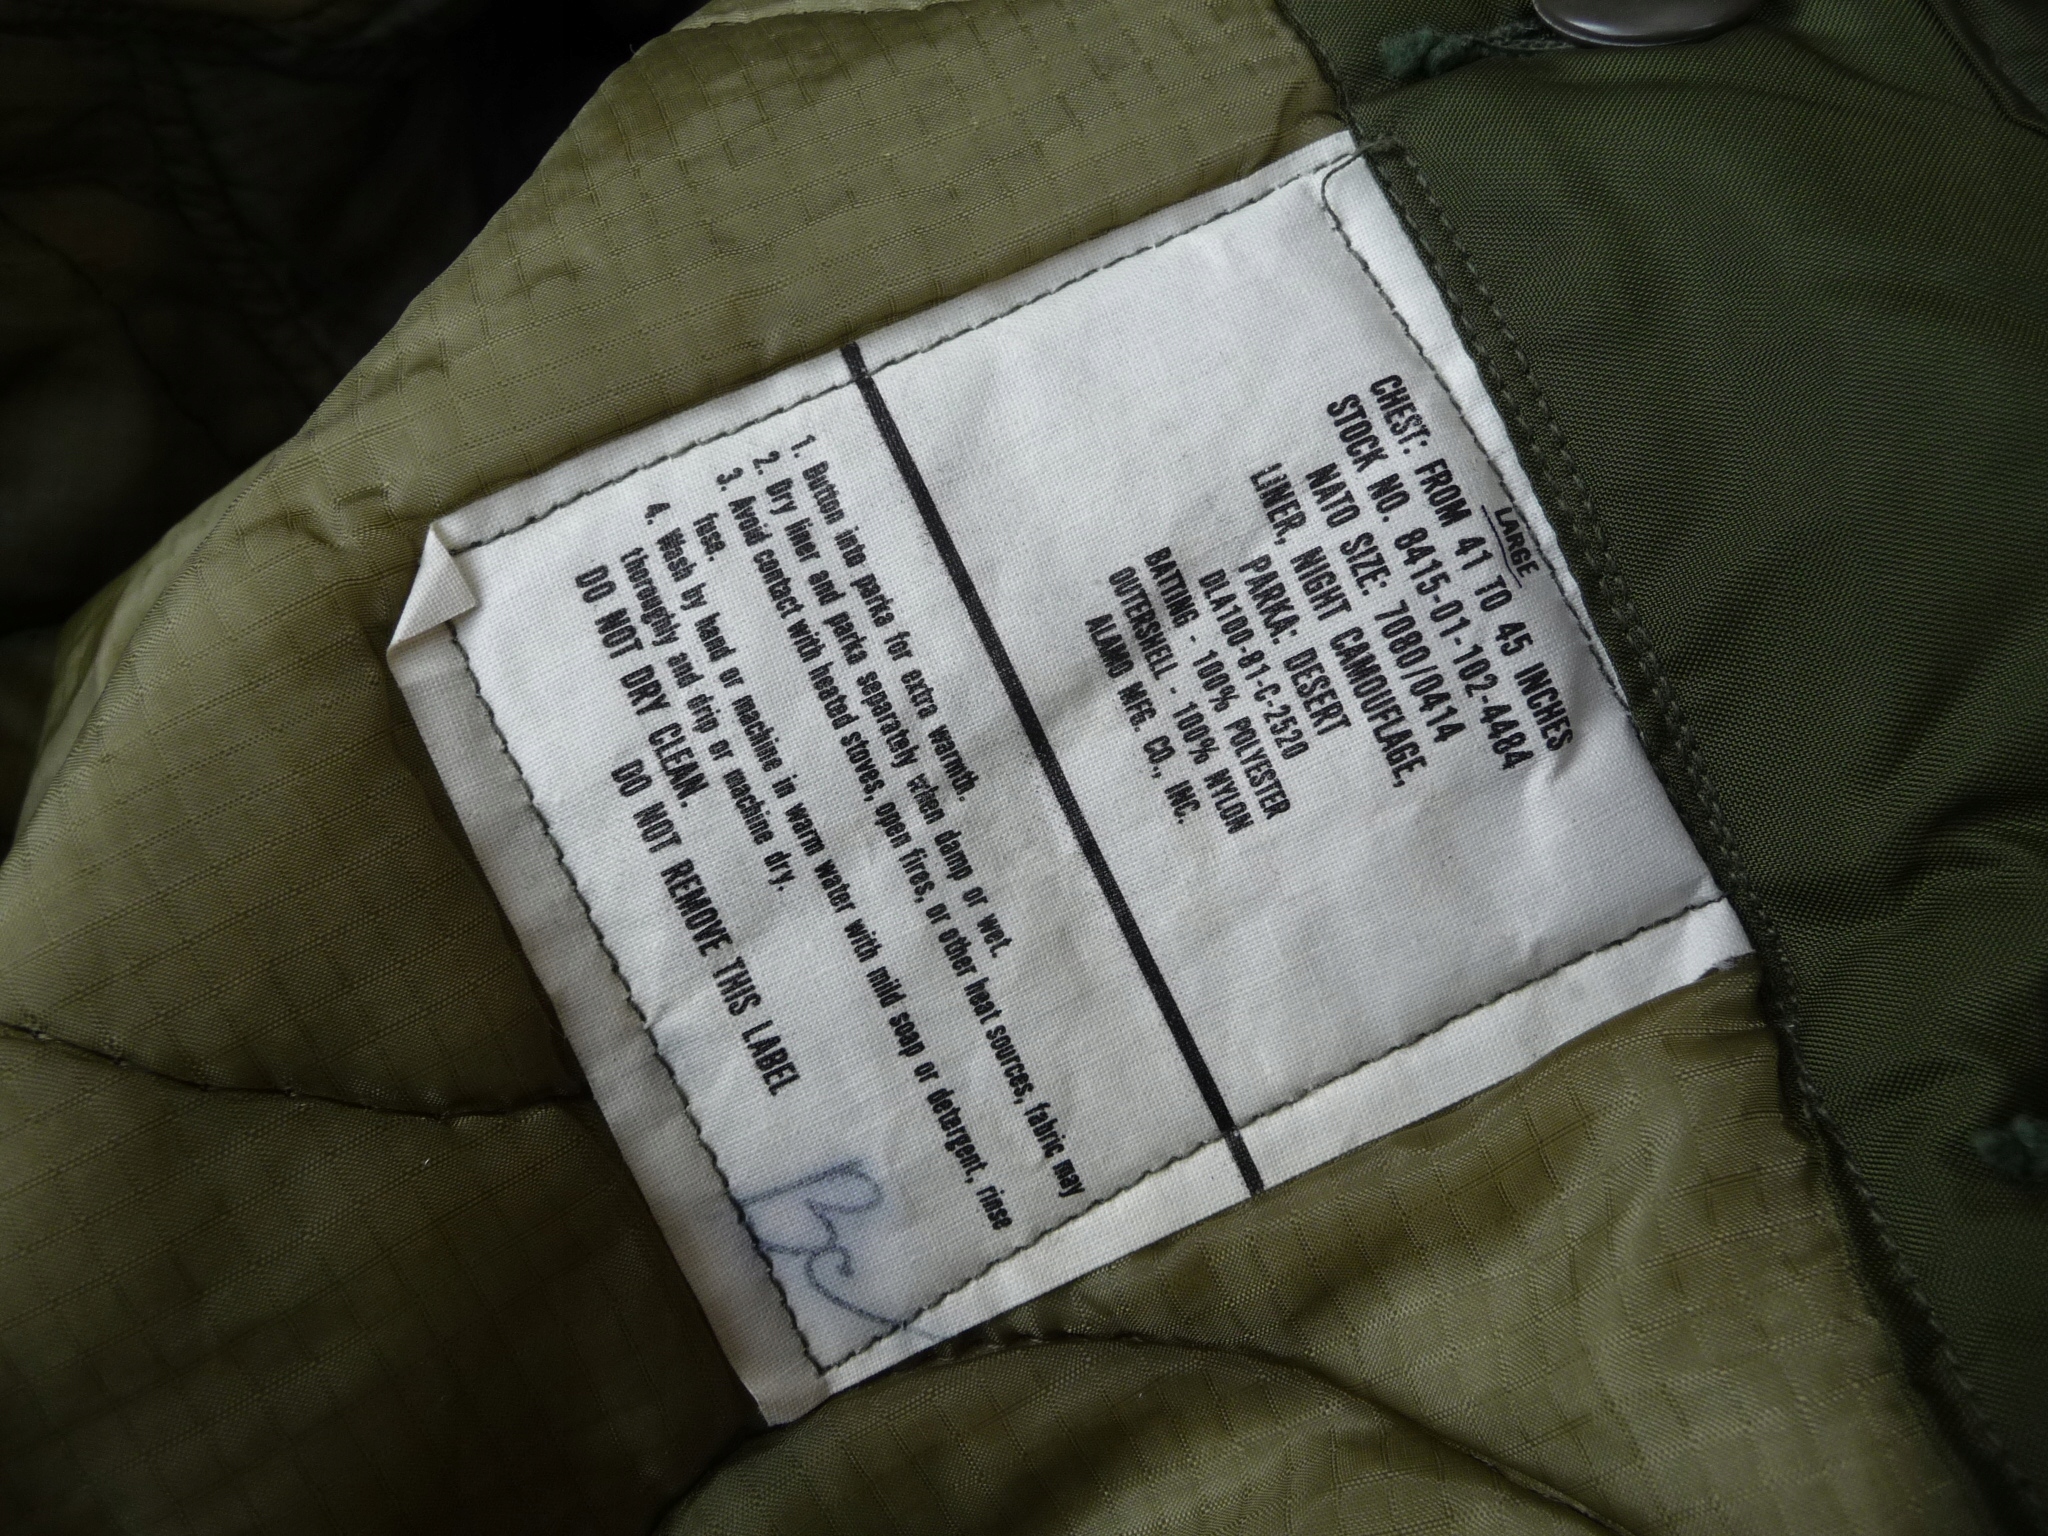 LARGE
CHEST: FROM 41 TO 45 INCHES
STOCK NO. 8415-01-102-4484
NATO SIZE: 7080/0414
LINER, NIGHT CAMOUFLAGE,
PARKA: DESERT
DLA100-81-C-2520
BATTING - 100% POLYESTER
OUTERSHELL - 100% NYLON
ALAMO MFG. CO., INC.
1. Button into parka for extra warmth.
2. Dry liner and parka separately when damp or wet.
3. Avoid contact with heated stoves, open fires, or other heat sources, fabric may
fuse.
4. Wash by hand or machine in warm water with mild soap or detergent, rinse
thoroughly and drip or machine dry.
DO NOT DRY CLEAN. DO NOT REMOVE THIS LABEL